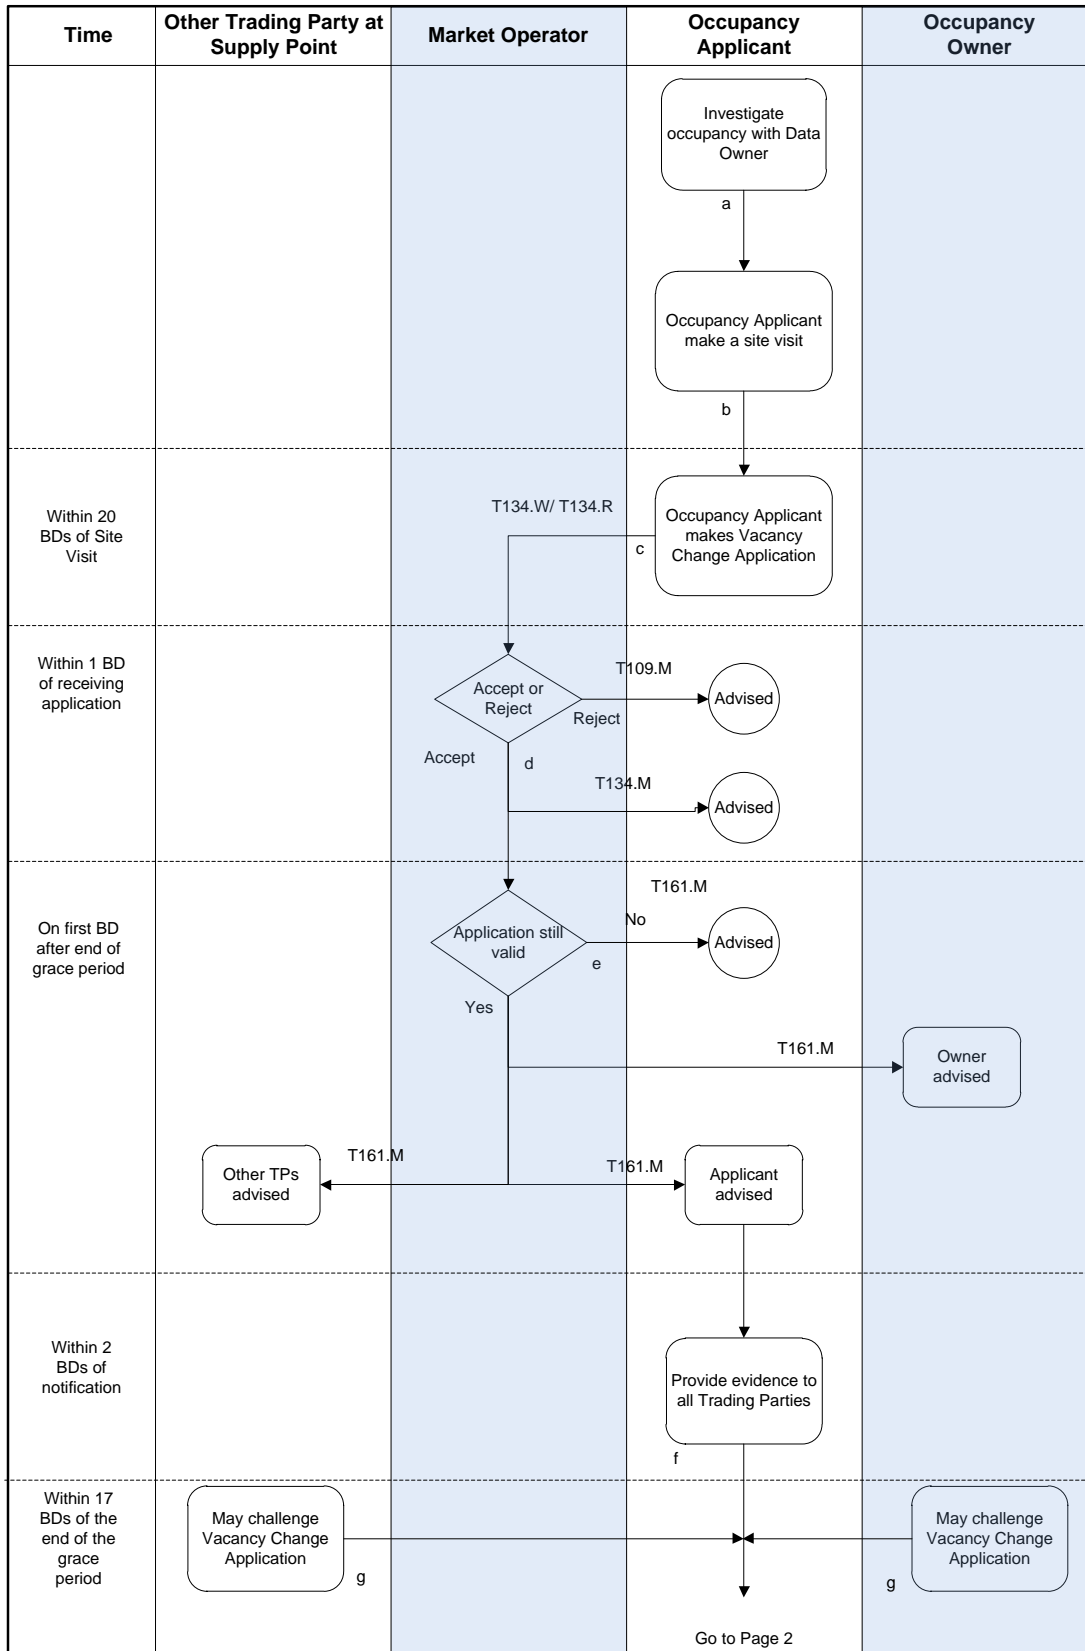 Time
Other Trading Party at
Supply Point
Market Operator
Occupancy
Applicant
Occupancy
Owner
Investigate
occupancy with Data
Owner
a
Occupancy Applicant
make a site visit
b
Within 20
BDs of Site
Visit
T134.W/ T134.R
Occupancy Applicant
makes Vacancy
Change Application
c
Within 1 BD
of receiving
application
Accept or
Reject
T109.M
Reject
Advised
Accept
d
T134.M
Advised
On first BD
after end of
grace period
Application still
valid
T161.M
No
e
Advised
Yes
T161.M
Owner
advised
T161.M
Other TPs
advised
T161.M
Applicant
advised
Within 2
BDs of
notification
Provide evidence to
all Trading Parties
f
Within 17
BDs of the
end of the
grace
period
May challenge
Vacancy Change
Application
g
May challenge
Vacancy Change
Application
g
Go to Page 2